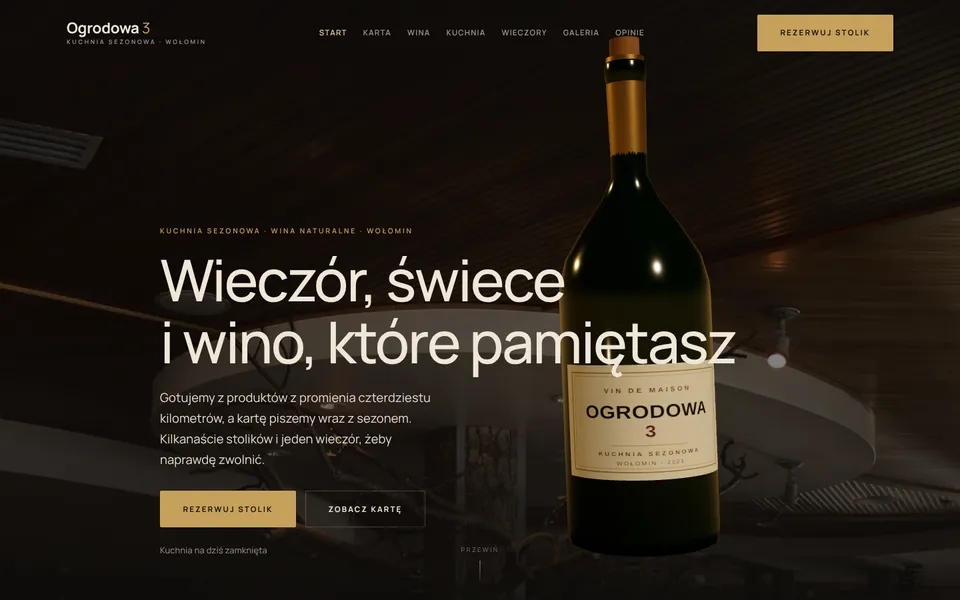 Ogrodowa 3
KUCHNIA SEZONOWA · WOŁOMIN
START KARTA WINA KUCHNIA WIECZORY GALERIA OPINIE
REZERWUJ STOLIK
KUCHNIA SEZONOWA · WINA NATURALNE · WOŁOMIN
Wieczór, świece
i wino, które pamiętasz
Gotujemy z produktów z promienia czterdziestu
kilometrów, a kartę piszemy wraz z sezonem.
Kilkanaście stolików i jeden wieczór, żeby
naprawdę zwolnić.
REZERWUJ STOLIK ZOBACZ KARTĘ
Kuchnia na dziś zamknięta
PRZEWIŃ
VIN DE MAISON
OGRODOWA
3
KUCHNIA SEZONOWA
WOŁOMIN · 2021